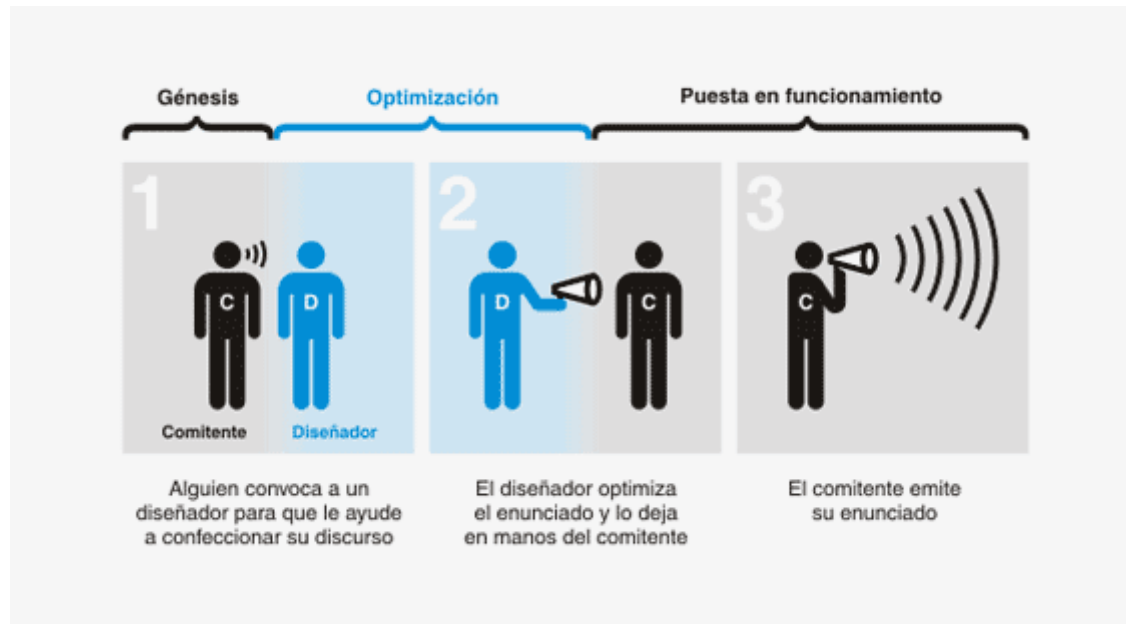 Génesis
Optimización
Puesta en funcionamiento
1
C
D
Comitente
Diseñador
2
D
C
3
C
Alguien convoca a un
diseñador para que le ayude
a confeccionar su discurso
El diseñador optimiza
el enunciado y lo deja
en manos del comitente
El comitente emite
su enunciado